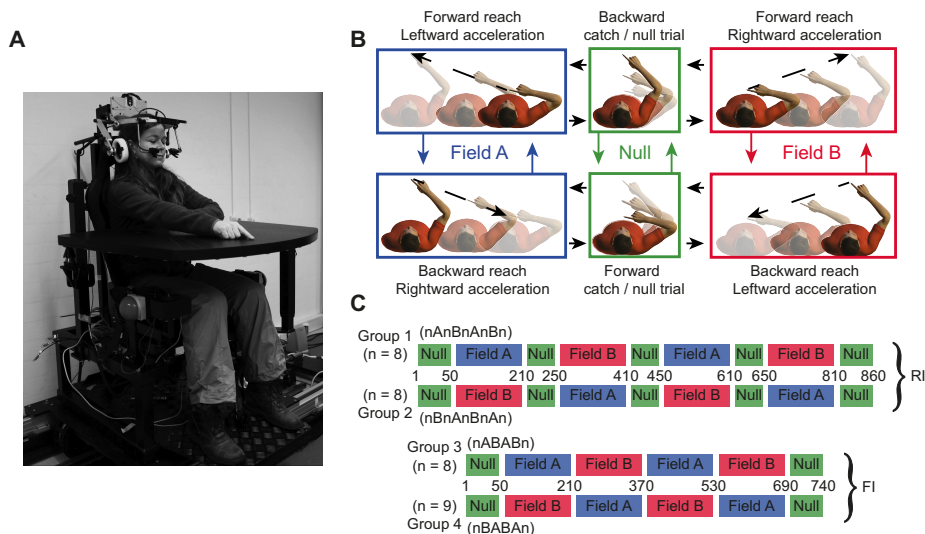 A
B
Forward reach
Leftward acceleration
Backward
catch / null trial
Forward reach
Rightward acceleration
Field A
Null
Field B
Backward reach
Rightward acceleration
Forward
catch / null trial
Backward reach
Leftward acceleration
C
Group 1 (nAnBnAnBn)
(n = 8) Null Field A Null Field B Null Field A Null Field B Null
1 50 210 250 410 450 610 650 810 860 RI
(n = 8) Null Field B Null Field A Null Field B Null Field A Null
Group 2 (nBnAnBnAn)
Group 3 (nABABn)
(n = 8) Null Field A Field B Field A Field B Null
1 50 210 370 530 690 740 FI
(n = 9) Null Field B Field A Field B Field A Null
Group 4 (nBABAn)